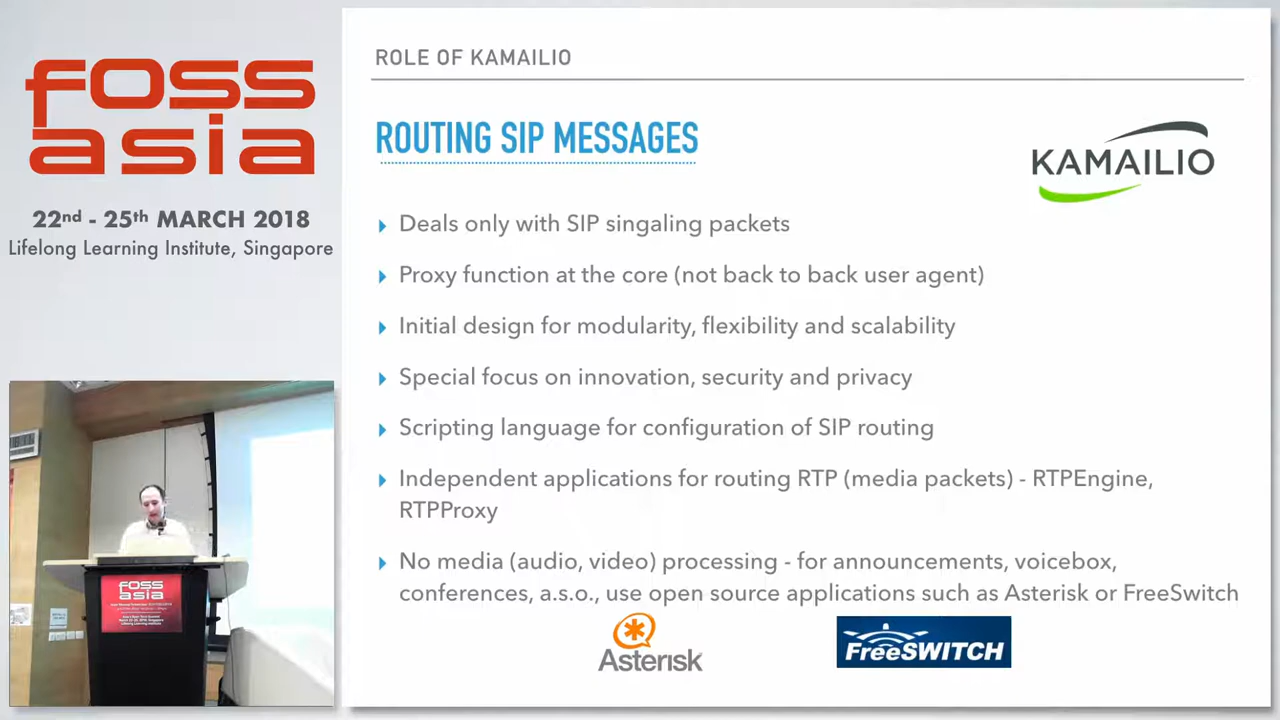 foss
asia
22nd - 25th MARCH 2018
Lifelong Learning Institute, Singapore
ROLE OF KAMAILIO
ROUTING SIP MESSAGES
KAMAILIO
Deals only with SIP singaling packets
Proxy function at the core (not back to back user agent)
Initial design for modularity, flexibility and scalability
Special focus on innovation, security and privacy
Scripting language for configuration of SIP routing
Independent applications for routing RTP (media packets) - RTPEngine,
RTPProxy
No media (audio, video) processing - for announcements, voicebox,
conferences, a.s.o., use open source applications such as Asterisk or FreeSwitch
Asterisk
FreeSWITCH
foss
asia